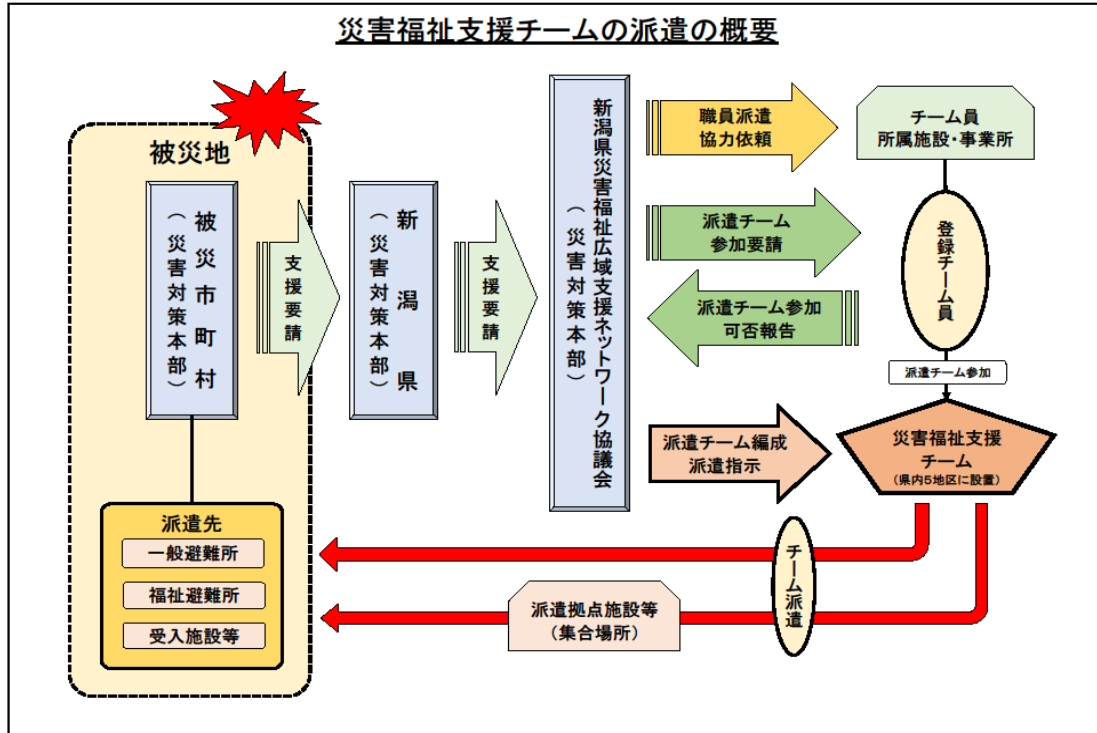 災害福祉支援チームの派遣の概要
被災地
被災市町村
（災害対策本部）
支援要請
新潟県
（災害対策本部）
支援要請
新潟県災害福祉広域支援ネットワーク協議会
（災害対策本部）
職員派遣
協力依頼
チーム員
所属施設・事業所
派遣チーム
参加要請
登録チーム員
派遣チーム参加
可否報告
派遣チーム参加
派遣チーム編成
派遣指示
災害福祉支援
チーム
（県内５地区に設置）
派遣先
一般避難所
福祉避難所
受入施設等
チーム派遣
派遣拠点施設等
（集合場所）